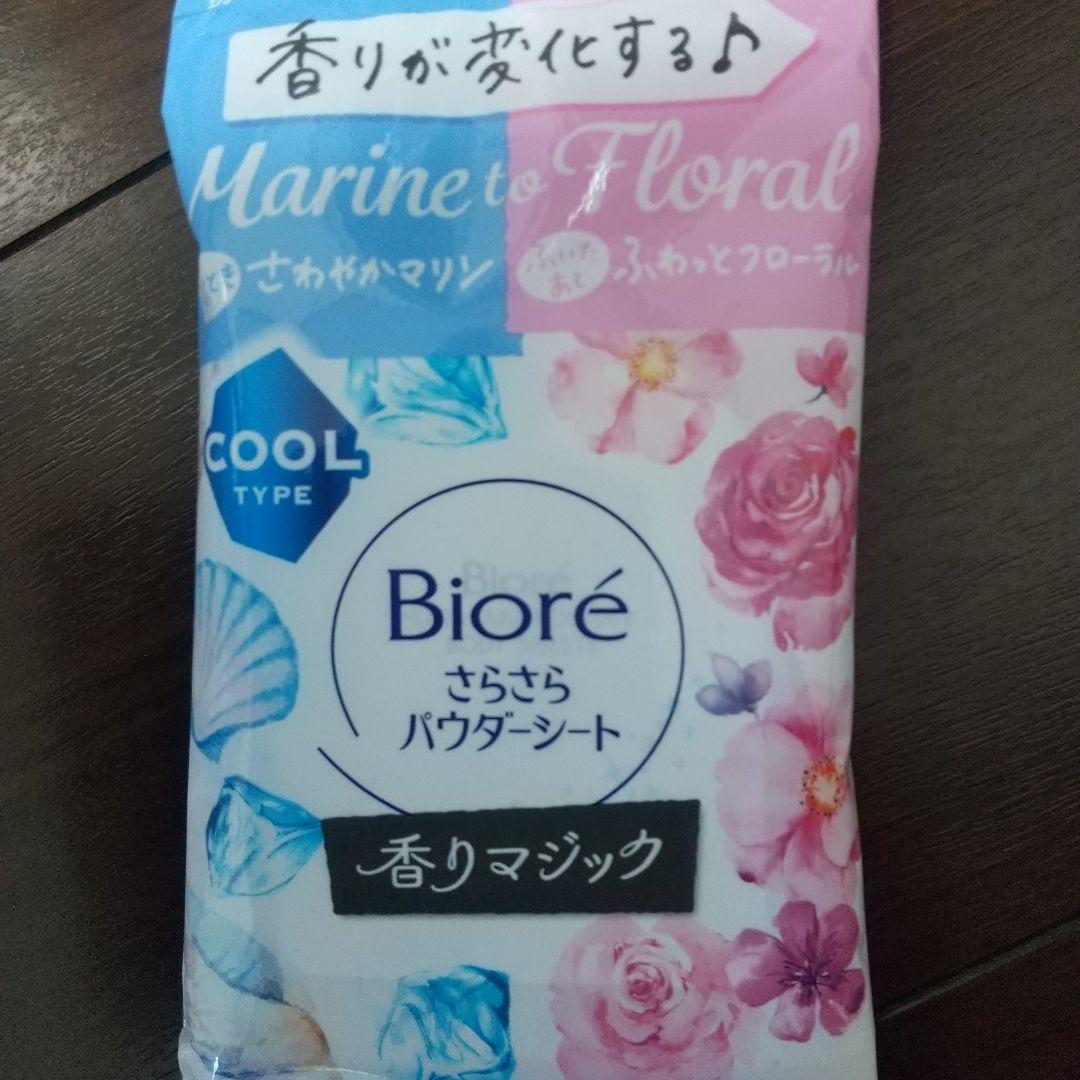 香りが変化する♪
Marine to Floral
とき さわやかマリン
ふいたあと ふわっとフローラル
COOL
TYPE
Bioré
さらさら
パウダーシート
香りマジック